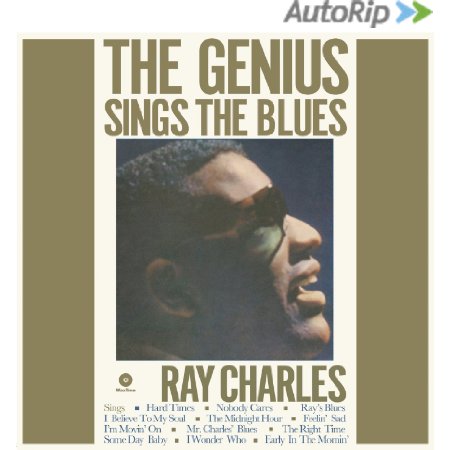 AutoRip
THE GENIUS
SINGS THE BLUES
RAY CHARLES
WaxTime
Sings ▪ Hard Times ▪ Nobody Cares ▪ Ray's Blues
I Believe To My Soul ▪ The Midnight Hour ▪ Feelin' Sad
I'm Movin' On ▪ Mr. Charles' Blues ▪ The Right Time
Some Day Baby ▪ I Wonder Who ▪ Early In The Mornin'